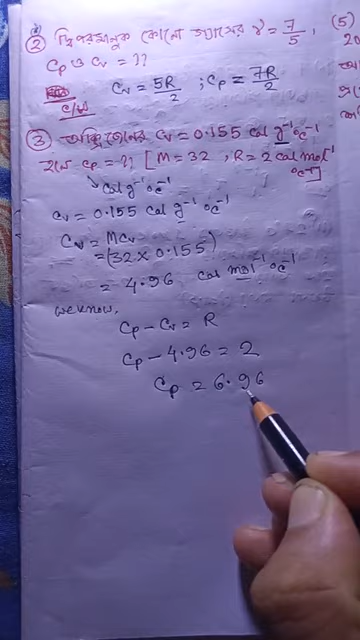 ② দ্বিপরমাণুক কোনো গ্যাসের γ = 7/5,
Cp ও Cv = ??
Cv = 5R/2 ; Cp = 7R/2
C/W
③ অক্সিজেনের cv = 0.155 cal g⁻¹ °c⁻¹
হলে cp = ?? [M = 32, R = 2 cal mol⁻¹
°c⁻¹]
cal g⁻¹ °c⁻¹
cv = 0.155 cal g⁻¹ °c⁻¹
Cv = Mcv
= (32 × 0.155)
= 4.96 cal mol⁻¹ °c⁻¹
we know,
Cp − Cv = R
Cp − 4.96 = 2
Cp = 6.96
(5)